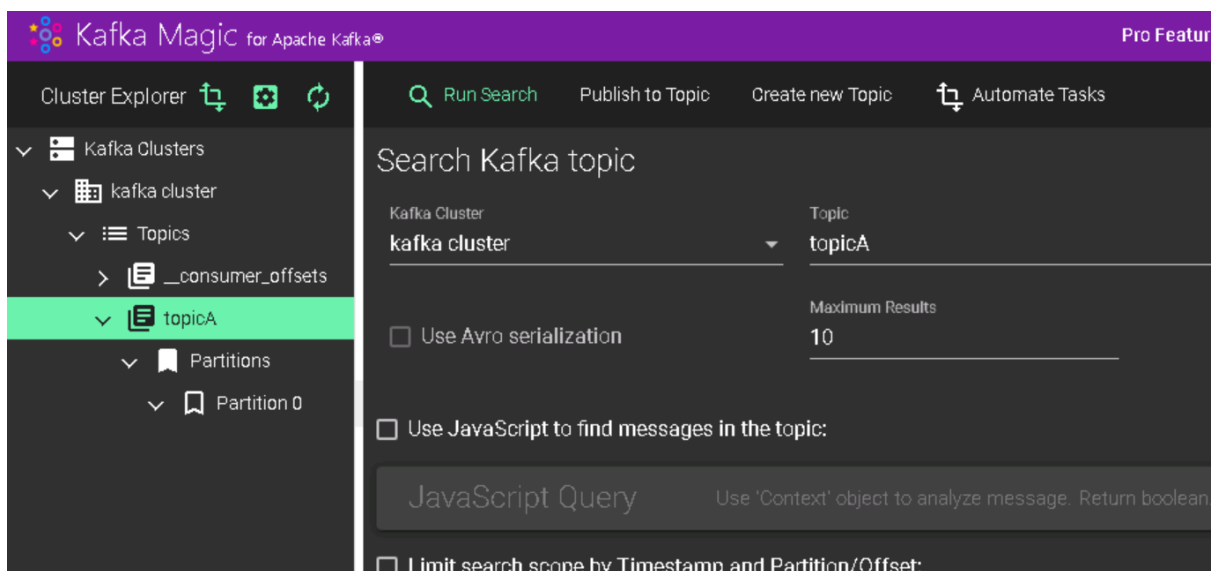 Kafka Magic for Apache Kafka®
Pro Featur
Cluster Explorer
Run Search
Publish to Topic
Create new Topic
Automate Tasks
Kafka Clusters
kafka cluster
Topics
__consumer_offsets
topicA
Partitions
Partition 0
Search Kafka topic
Kafka Cluster
kafka cluster
Topic
topicA
Use Avro serialization
Maximum Results
10
Use JavaScript to find messages in the topic:
JavaScript Query
Use 'Context' object to analyze message. Return boolean.
Limit search scope by Timestamp and Partition/Offset: